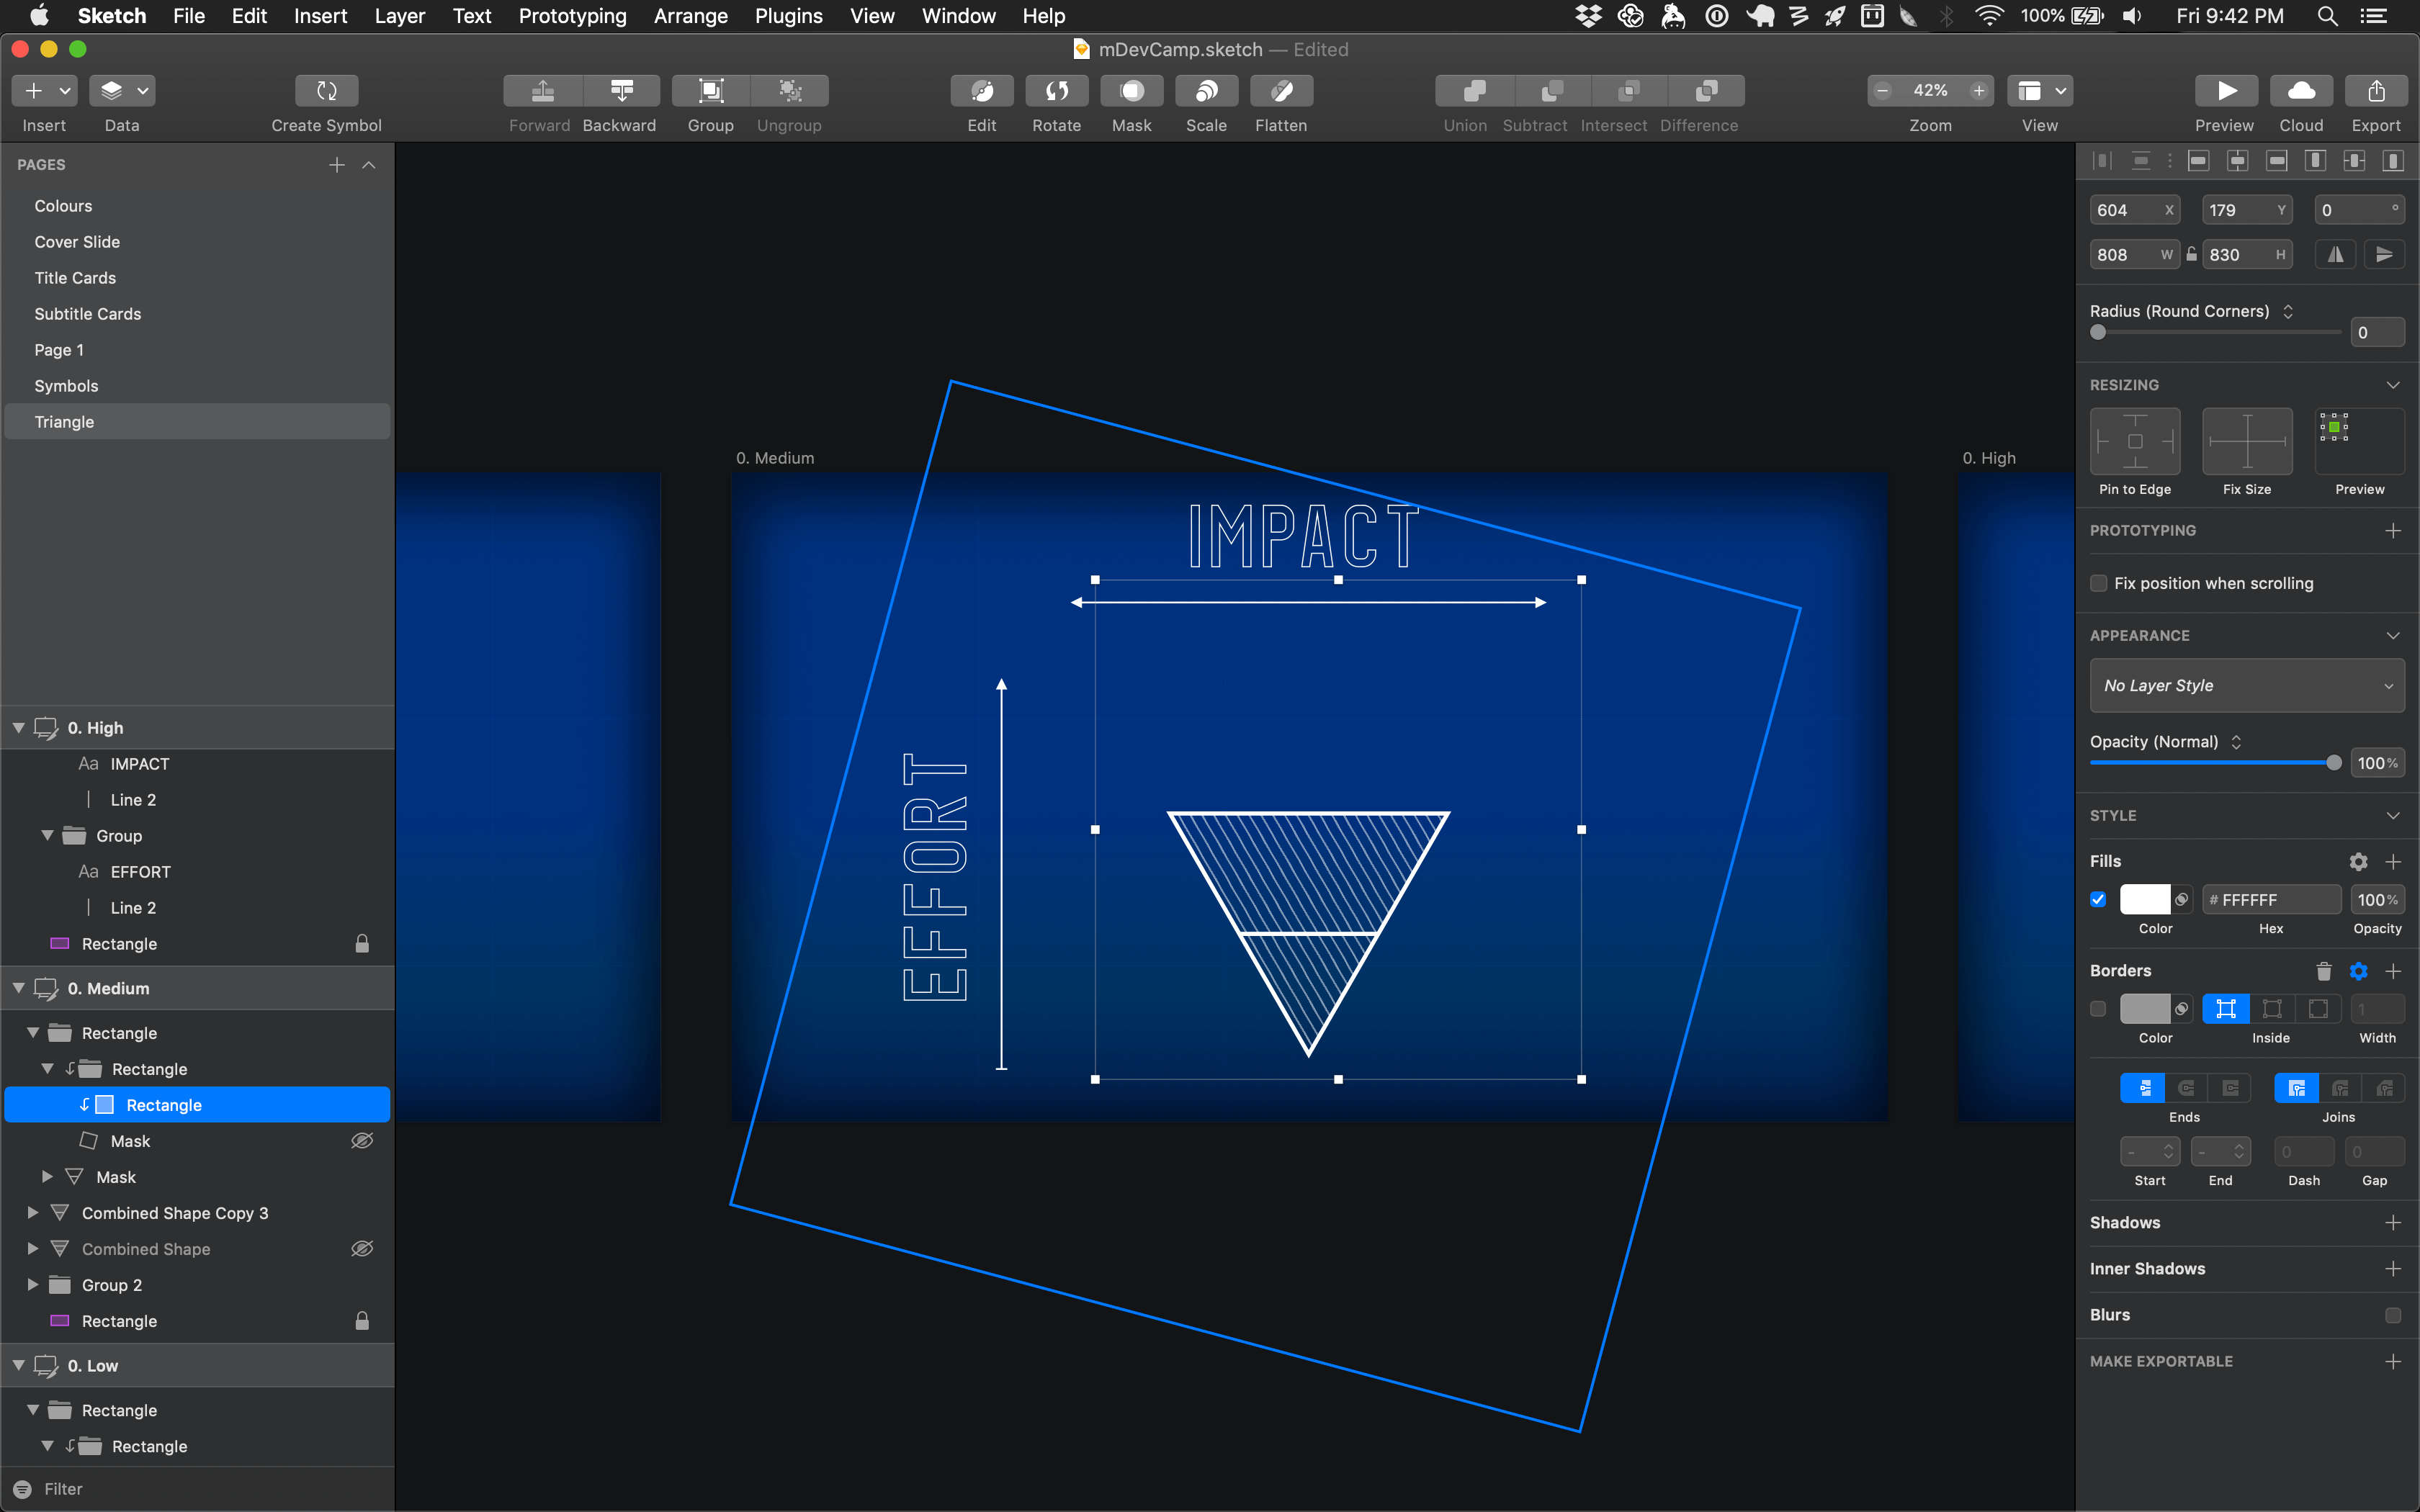 Sketch File Edit Insert Layer Text Prototyping Arrange Plugins View Window Help 100% Fri 9:42 PM
mDevCamp.sketch — Edited
42%
Insert Data Create Symbol Forward Backward Group Ungroup Edit Rotate Mask Scale Flatten Union Subtract Intersect Difference Zoom View Preview Cloud Export
PAGES
Colours
Cover Slide
Title Cards
Subtitle Cards
Page 1
Symbols
Triangle
0. High
Aa IMPACT
Line 2
Group
Aa EFFORT
Line 2
Rectangle
0. Medium
Rectangle
Rectangle
Rectangle
Mask
Mask
Combined Shape Copy 3
Combined Shape
Group 2
Rectangle
0. Low
Rectangle
Rectangle
Filter
0. Medium
0. High
IMPACT
EFFORT
604 X 179 Y 0 °
808 W 830 H
Radius (Round Corners)
0
RESIZING
Pin to Edge Fix Size Preview
PROTOTYPING
Fix position when scrolling
APPEARANCE
No Layer Style
Opacity (Normal)
100%
STYLE
Fills
# FFFFFF 100%
Color Hex Opacity
Borders
1
Color Inside Width
Ends Joins
- - 0 0
Start End Dash Gap
Shadows
Inner Shadows
Blurs
MAKE EXPORTABLE